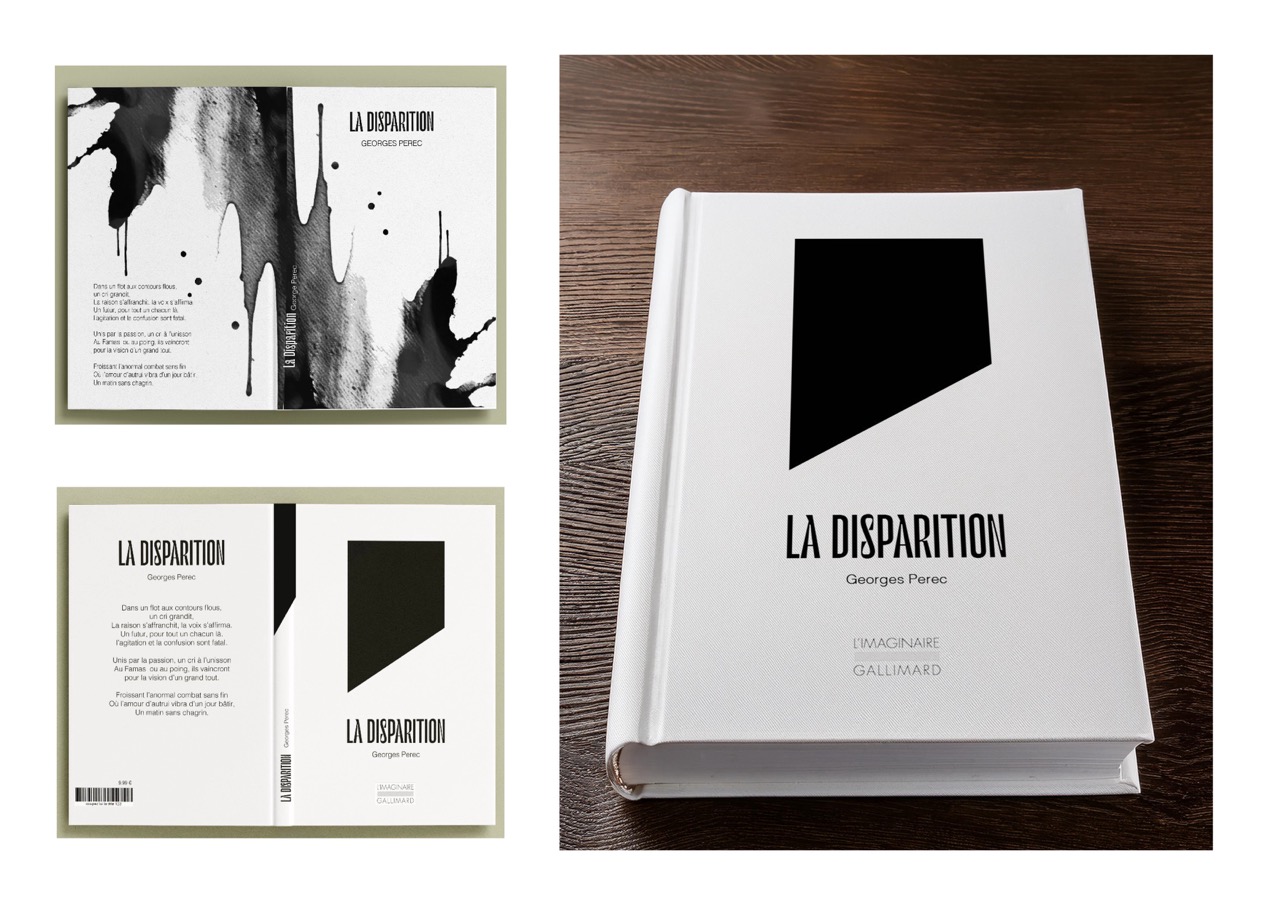 LA DISPARITION
GEORGES PEREC
Dans un flot aux contours flous,
un cri grandit,
La raison s'affranchit, la voix s'affirma.
Un futur, pour tout un chacun là,
l'agitation et la confusion sont fatal.
Unis par la passion, un cri à l'unisson
Au Famas ou au poing, ils vaincront
pour la vision d'un grand tout.
Froissant l'anormal combat sans fin
Où l'amour d'autrui vibra d'un jour bâtir,
Un matin sans chagrin.
La Disparition George Perec
LA DISPARITION
Georges Perec
Dans un flot aux contours flous,
un cri grandit,
La raison s'affranchit, la voix s'affirma.
Un futur, pour tout un chacun là,
l'agitation et la confusion sont fatal.
Unis par la passion, un cri à l'unisson
Au Famas ou au poing, ils vaincront
pour la vision d'un grand tout.
Froissant l'anormal combat sans fin
Où l'amour d'autrui vibra d'un jour bâtir,
Un matin sans chagrin.
9.99 €
LA DISPARITION Georges Perec
LA DISPARITION
Georges Perec
L'IMAGINAIRE
GALLIMARD
LA DISPARITION
Georges Perec
L'IMAGINAIRE
GALLIMARD